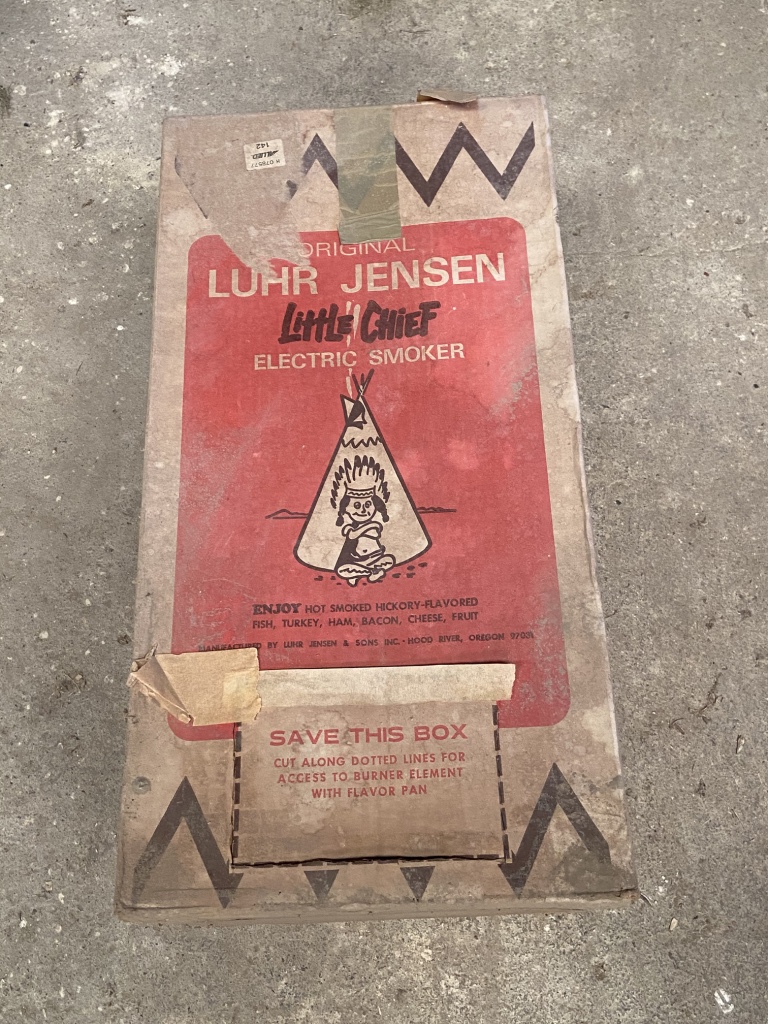 ALLIED
142
ORIGINAL
LUHR JENSEN
LITTLE CHIEF
ELECTRIC SMOKER
ENJOY HOT SMOKED HICKORY-FLAVORED
FISH, TURKEY, HAM, BACON, CHEESE, FRUIT
MANUFACTURED BY LUHR JENSEN & SONS INC. · HOOD RIVER, OREGON 97031
SAVE THIS BOX
CUT ALONG DOTTED LINES FOR
ACCESS TO BURNER ELEMENT
WITH FLAVOR PAN